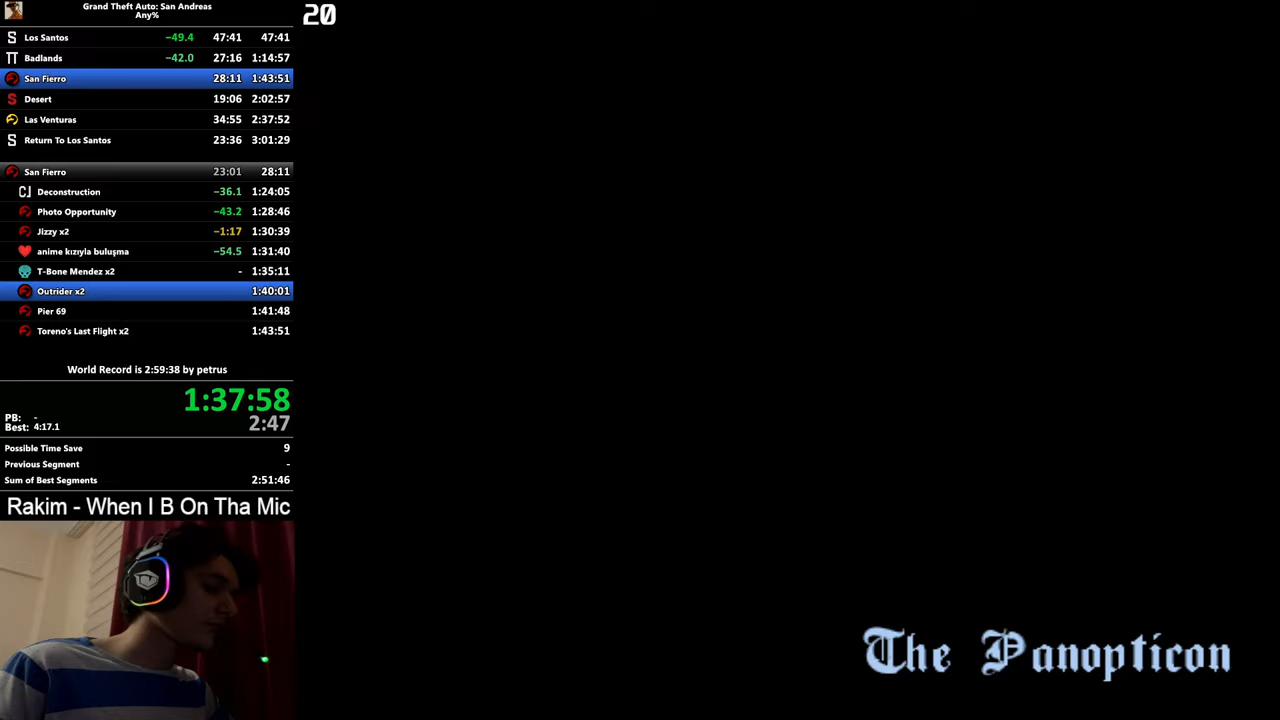 Grand Theft Auto: San Andreas
Any%
20
Los Santos -49.4 47:41 47:41
Badlands -42.0 27:16 1:14:57
San Fierro 28:11 1:43:51
Desert 19:06 2:02:57
Las Venturas 34:55 2:37:52
Return To Los Santos 23:36 3:01:29
San Fierro 23:01 28:11
Deconstruction -36.1 1:24:05
Photo Opportunity -43.2 1:28:46
Jizzy x2 -1:17 1:30:39
anime kızıyla buluşma -54.5 1:31:40
T-Bone Mendez x2 - 1:35:11
Outrider x2 1:40:01
Pier 69 1:41:48
Toreno's Last Flight x2 1:43:51
World Record is 2:59:38 by petrus
1:37:58
PB: -
Best: 4:17.1 2:47
Possible Time Save 9
Previous Segment -
Sum of Best Segments 2:51:46
Rakim - When I B On Tha Mic
The Panopticon